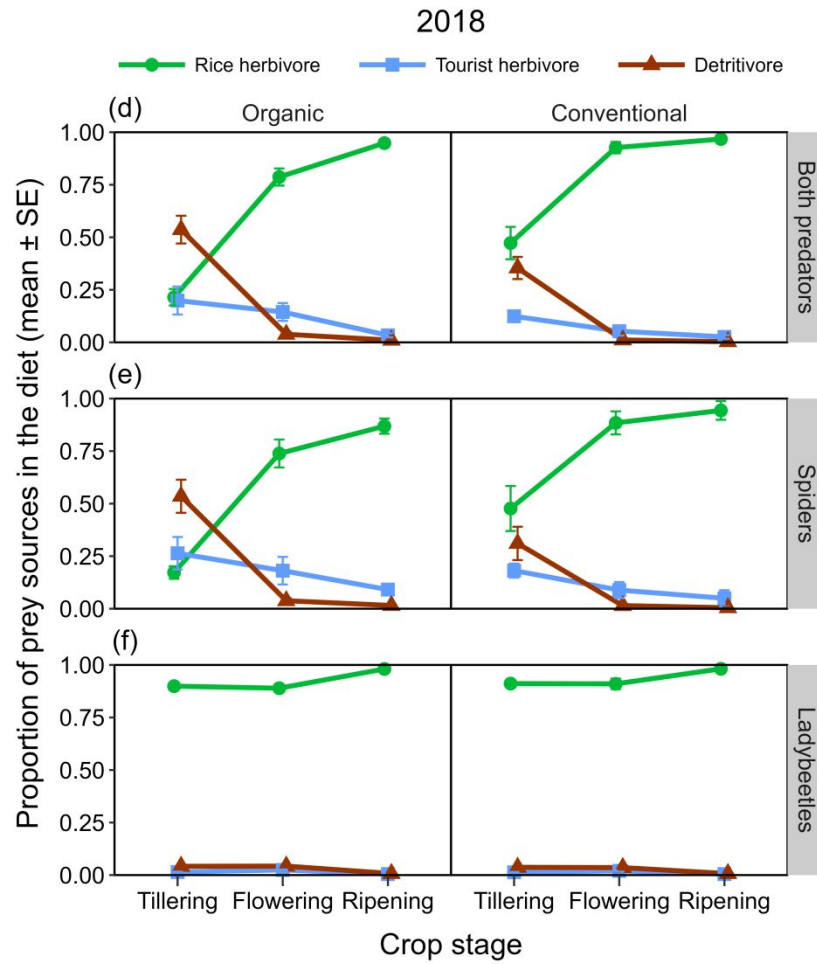 2018
Rice herbivore Tourist herbivore Detritivore
(d) Organic Conventional
1.00
0.75
0.50
0.25
0.00
Both predators
(e)
1.00
0.75
0.50
0.25
0.00
Spiders
(f)
1.00
0.75
0.50
0.25
0.00
Ladybeetles
Proportion of prey sources in the diet (mean ± SE)
Tillering Flowering Ripening Tillering Flowering Ripening
Crop stage